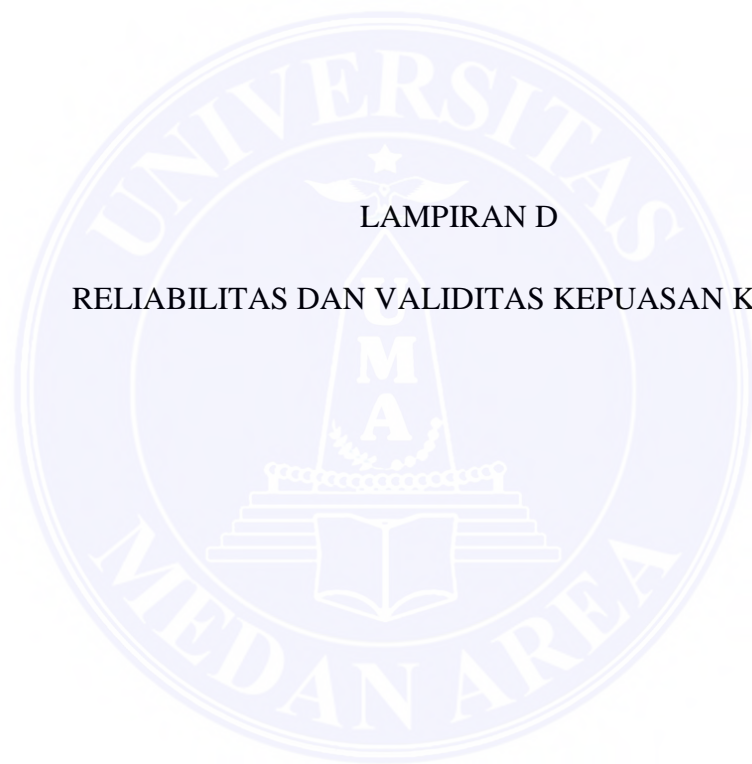 UNIVERSITAS
LAMPIRAN D
RELIABILITAS DAN VALIDITAS KEPUASAN K
U
M
A
MEDAN AREA